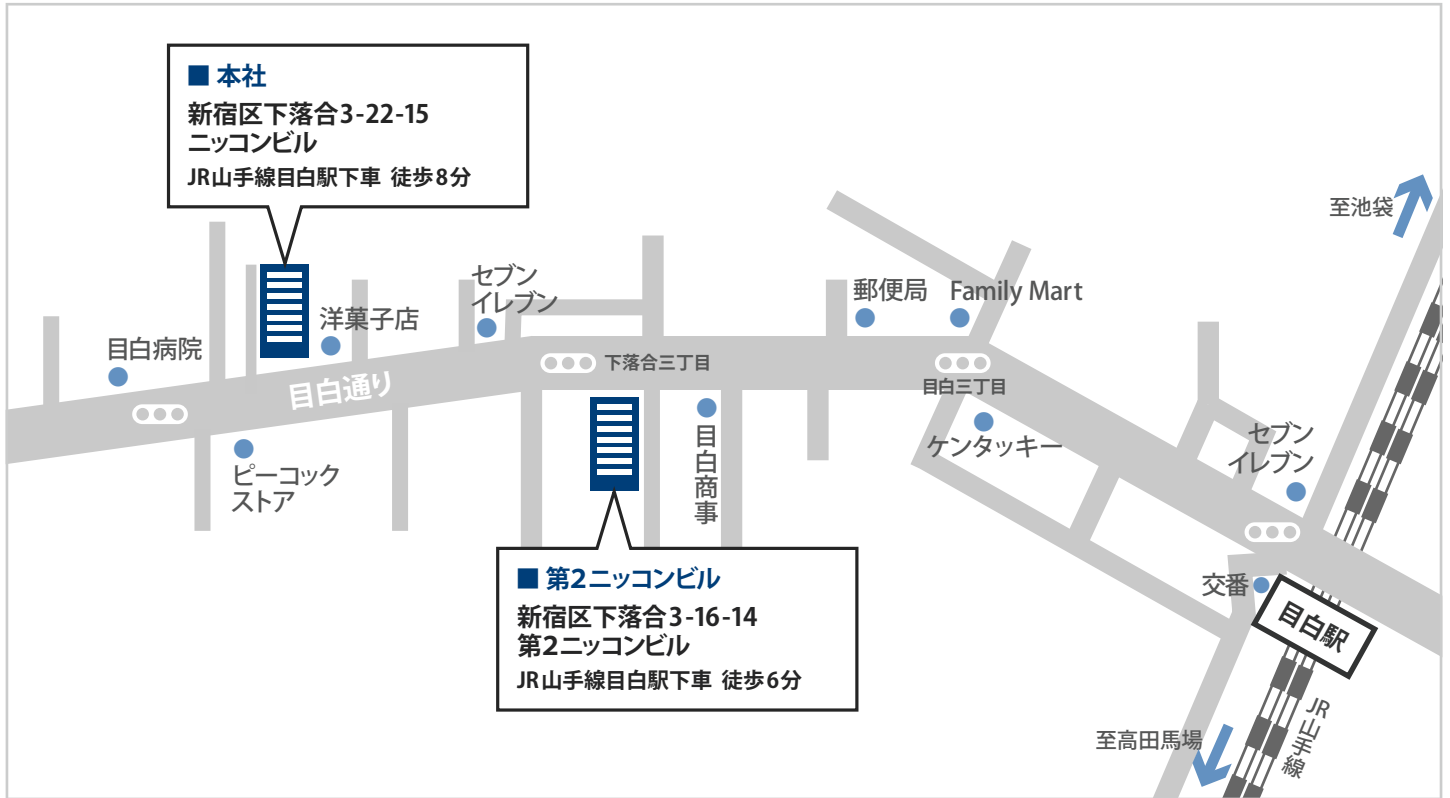 ■ 本社
新宿区下落合3-22-15
ニッコンビル
JR山手線目白駅下車 徒歩8分
至池袋
セブン
イレブン
郵便局
Family Mart
洋菓子店
目白病院
下落合三丁目
目白通り
目白三丁目
ケンタッキー
セブン
イレブン
目白商事
ピーコック
ストア
■ 第2ニッコンビル
新宿区下落合3-16-14
第2ニッコンビル
JR山手線目白駅下車 徒歩6分
交番
目白駅
JR山手線
至高田馬場